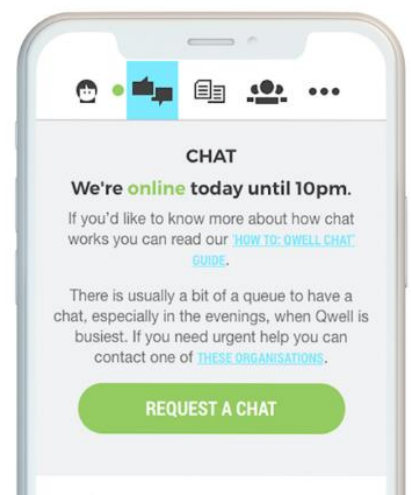 CHAT
We're online today until 10pm.
If you'd like to know more about how chat
works you can read our 'HOW TO: QWELL CHAT'
GUIDE.
There is usually a bit of a queue to have a
chat, especially in the evenings, when Qwell is
busiest. If you need urgent help you can
contact one of THESE ORGANISATIONS.
REQUEST A CHAT